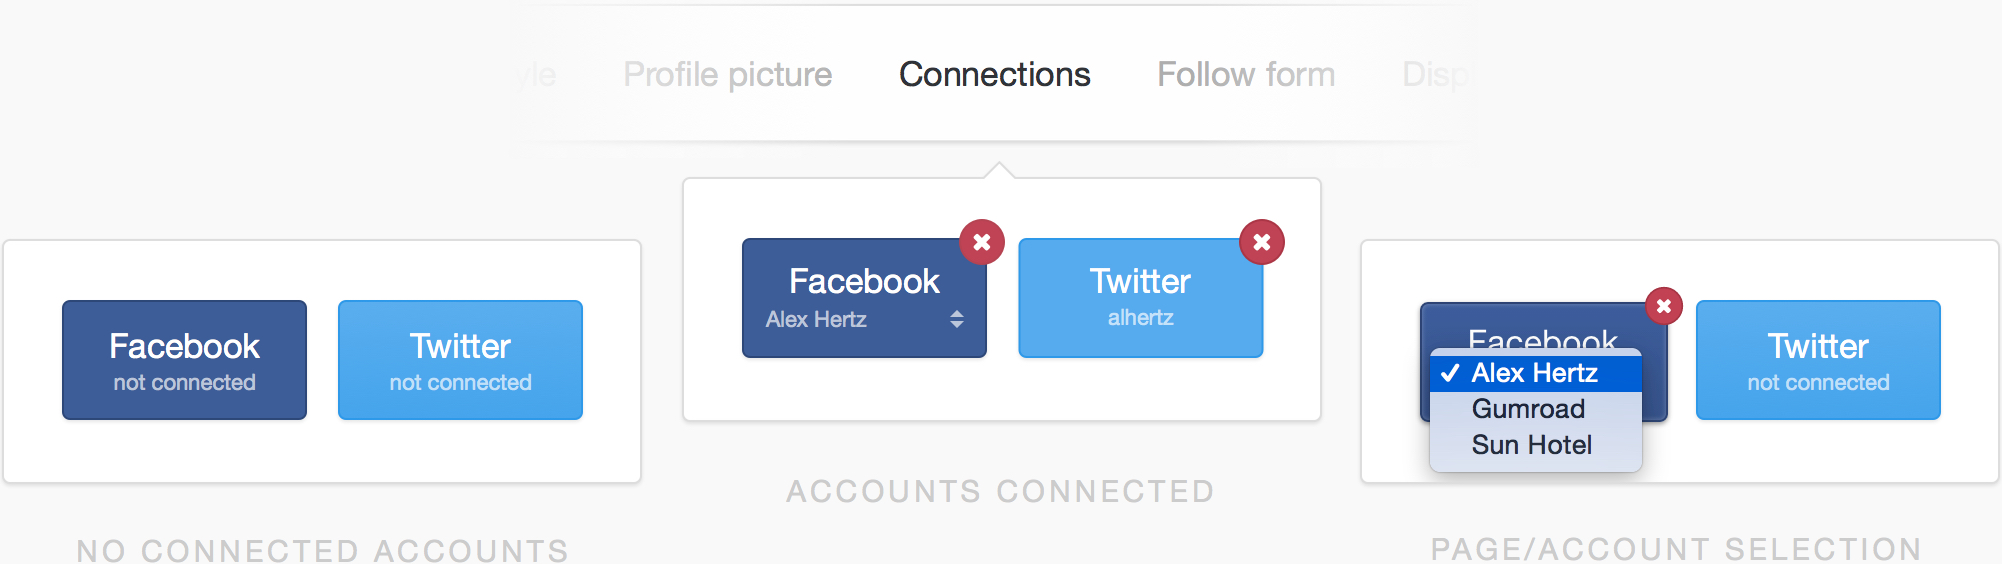 Profile picture Connections Follow form
Facebook
not connected
Twitter
not connected
NO CONNECTED ACCOUNTS
Facebook
Alex Hertz
Twitter
alhertz
ACCOUNTS CONNECTED
Facebook
Alex Hertz
Gumroad
Sun Hotel
Twitter
not connected
PAGE/ACCOUNT SELECTION